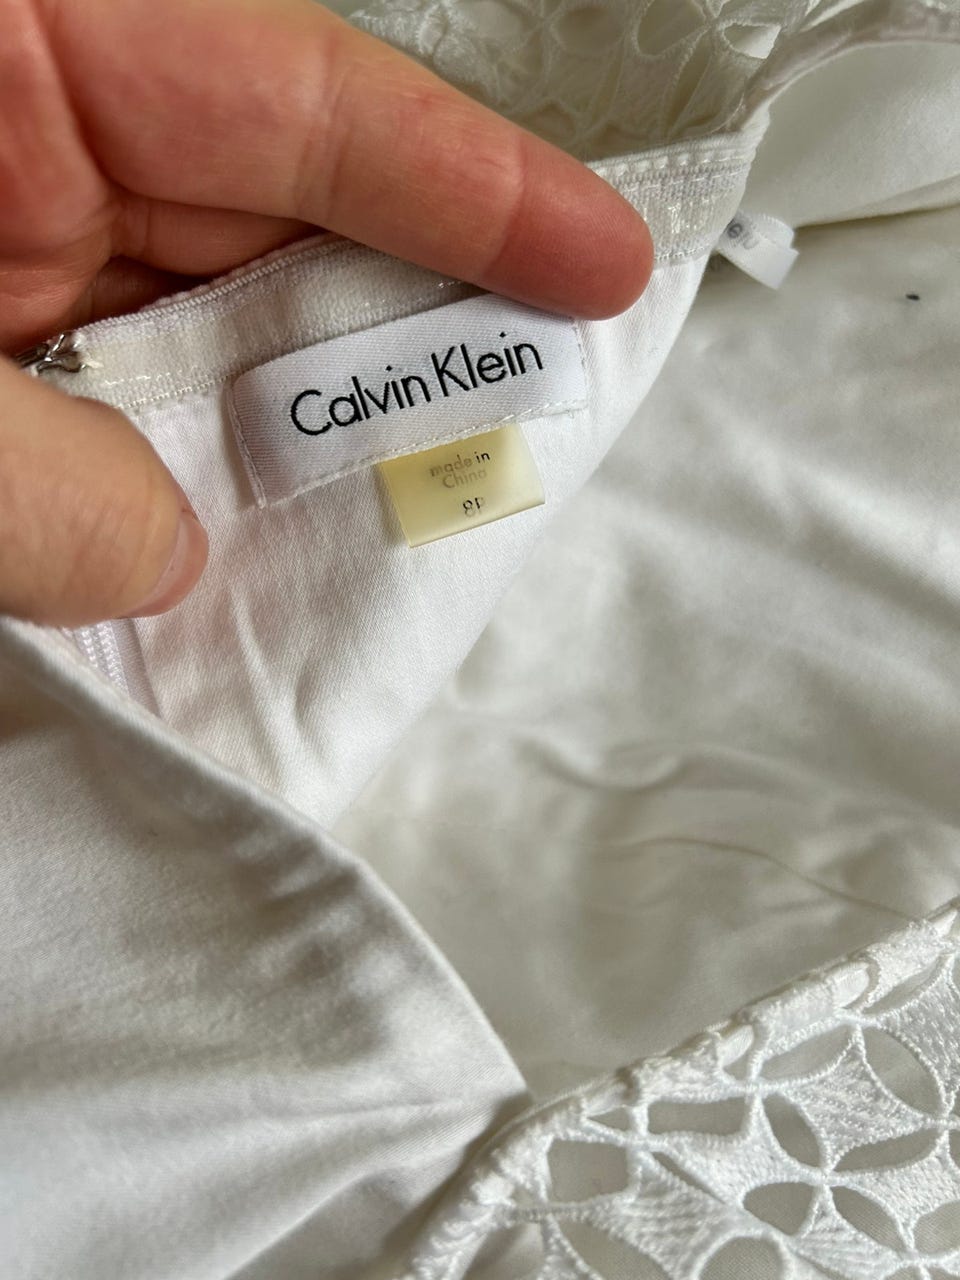 Calvin Klein
made in
China
8P